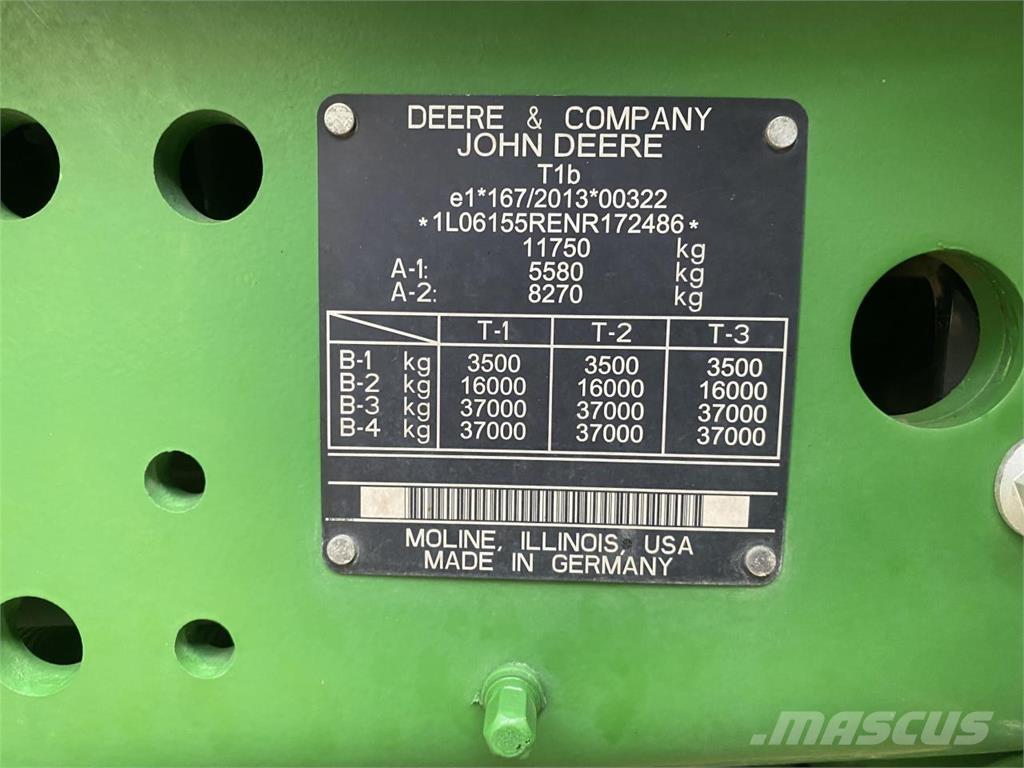 DEERE & COMPANY
JOHN DEERE
T1b
e1*167/2013*00322
*1L06155RENR172486*
11750 kg
A-1: 5580 kg
A-2: 8270 kg
T-1 T-2 T-3
B-1 kg 3500 3500 3500
B-2 kg 16000 16000 16000
B-3 kg 37000 37000 37000
B-4 kg 37000 37000 37000
MOLINE, ILLINOIS, USA
MADE IN GERMANY
MASCUS